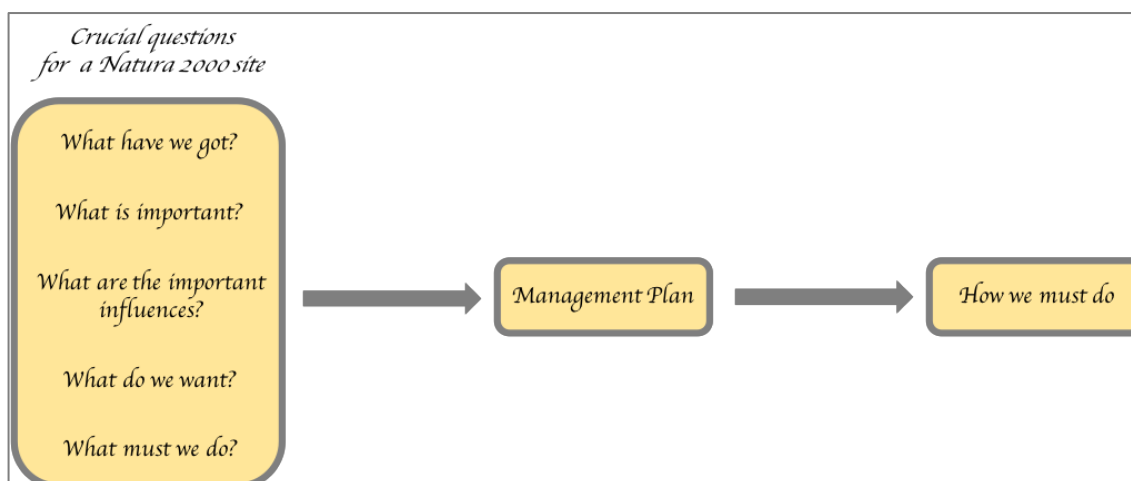 Crucial questions
for a Natura 2000 site
What have we got?
What is important?
What are the important
influences?
What do we want?
What must we do?
Management Plan
How we must do